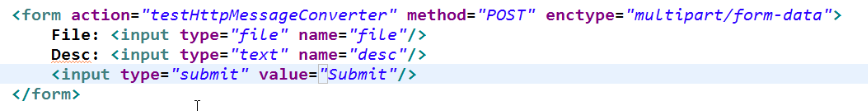 <form action="testHttpMessageConverter" method="POST" enctype="multipart/form-data">
File: <input type="file" name="file"/>
Desc: <input type="text" name="desc"/>
<input type="submit" value="Submit"/>
</form>